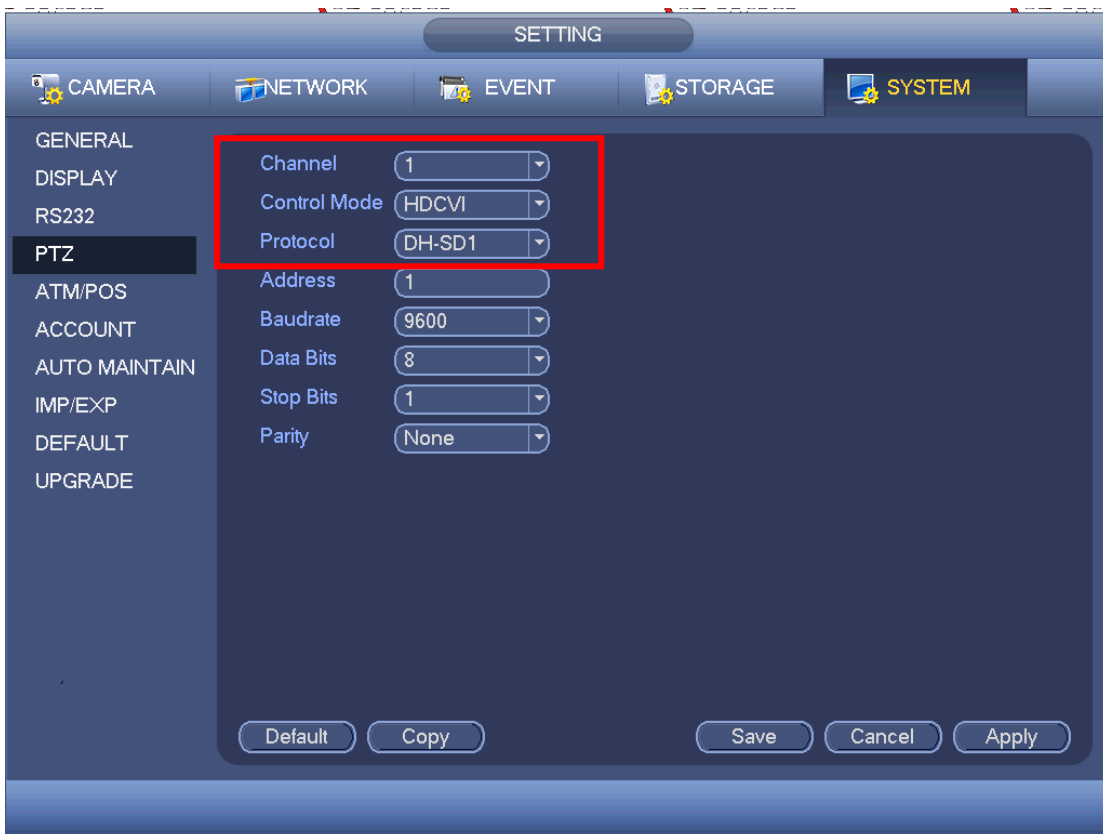 SETTING
CAMERA NETWORK EVENT STORAGE SYSTEM
GENERAL
DISPLAY
RS232
PTZ
ATM/POS
ACCOUNT
AUTO MAINTAIN
IMP/EXP
DEFAULT
UPGRADE
Channel 1
Control Mode HDCVI
Protocol DH-SD1
Address 1
Baudrate 9600
Data Bits 8
Stop Bits 1
Parity None
Default Copy Save Cancel Apply